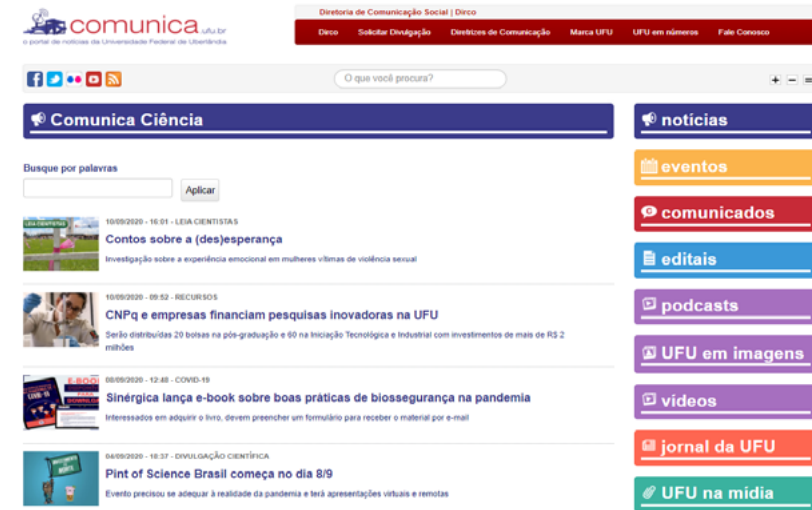 comunica.ufu.br
o portal de notícias da Universidade Federal de Uberlândia
Diretoria de Comunicação Social | Dirco
Dirco Solicitar Divulgação Diretrizes de Comunicação Marca UFU UFU em números Fale Conosco
O que você procura?
+ - =
Comunica Ciência
Busque por palavras
Aplicar
LEIA CIENTISTAS
10/09/2020 - 16:01 - LEIA CIENTISTAS
Contos sobre a (des)esperança
Investigação sobre a experiência emocional em mulheres vítimas de violência sexual
10/09/2020 - 09:52 - RECURSOS
CNPq e empresas financiam pesquisas inovadoras na UFU
Serão distribuídas 20 bolsas na pós-graduação e 60 na Iniciação Tecnológica e Industrial com investimentos de mais de R$ 2
milhões
E-BOO
08/09/2020 - 12:48 - COVID-19
Sinérgica lança e-book sobre boas práticas de biossegurança na pandemia
Interessados em adquirir o livro, devem preencher um formulário para receber o material por e-mail
04/09/2020 - 18:37 - DIVULGAÇÃO CIENTÍFICA
Pint of Science Brasil começa no dia 8/9
Evento precisou se adequar à realidade da pandemia e terá apresentações virtuais e remotas
notícias
eventos
comunicados
editais
podcasts
UFU em imagens
vídeos
jornal da UFU
UFU na mídia